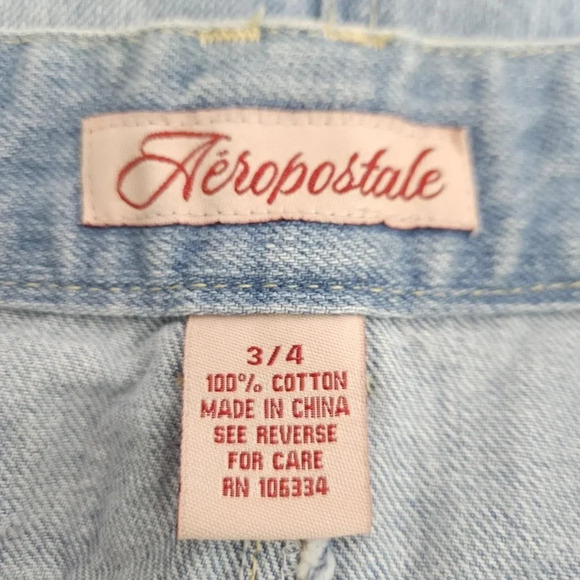 Aéropostale
3/4
100% COTTON
MADE IN CHINA
SEE REVERSE
FOR CARE
RN 106334